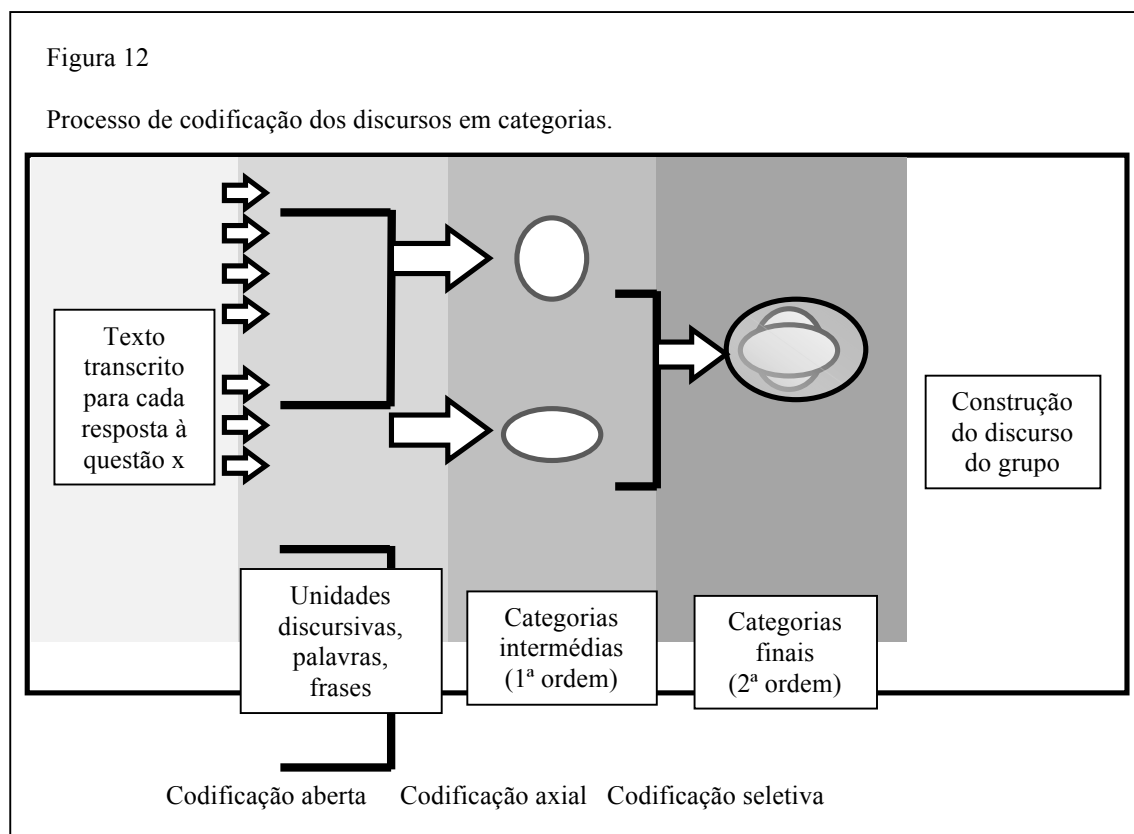 Figura 12
Processo de codificação dos discursos em categorias.
Texto
transcrito
para cada
resposta à
questão x
Unidades
discursivas,
palavras,
frases
Categorias
intermédias
(1ª ordem)
Categorias
finais
(2ª ordem)
Construção
do discurso
do grupo
Codificação aberta
Codificação axial
Codificação seletiva